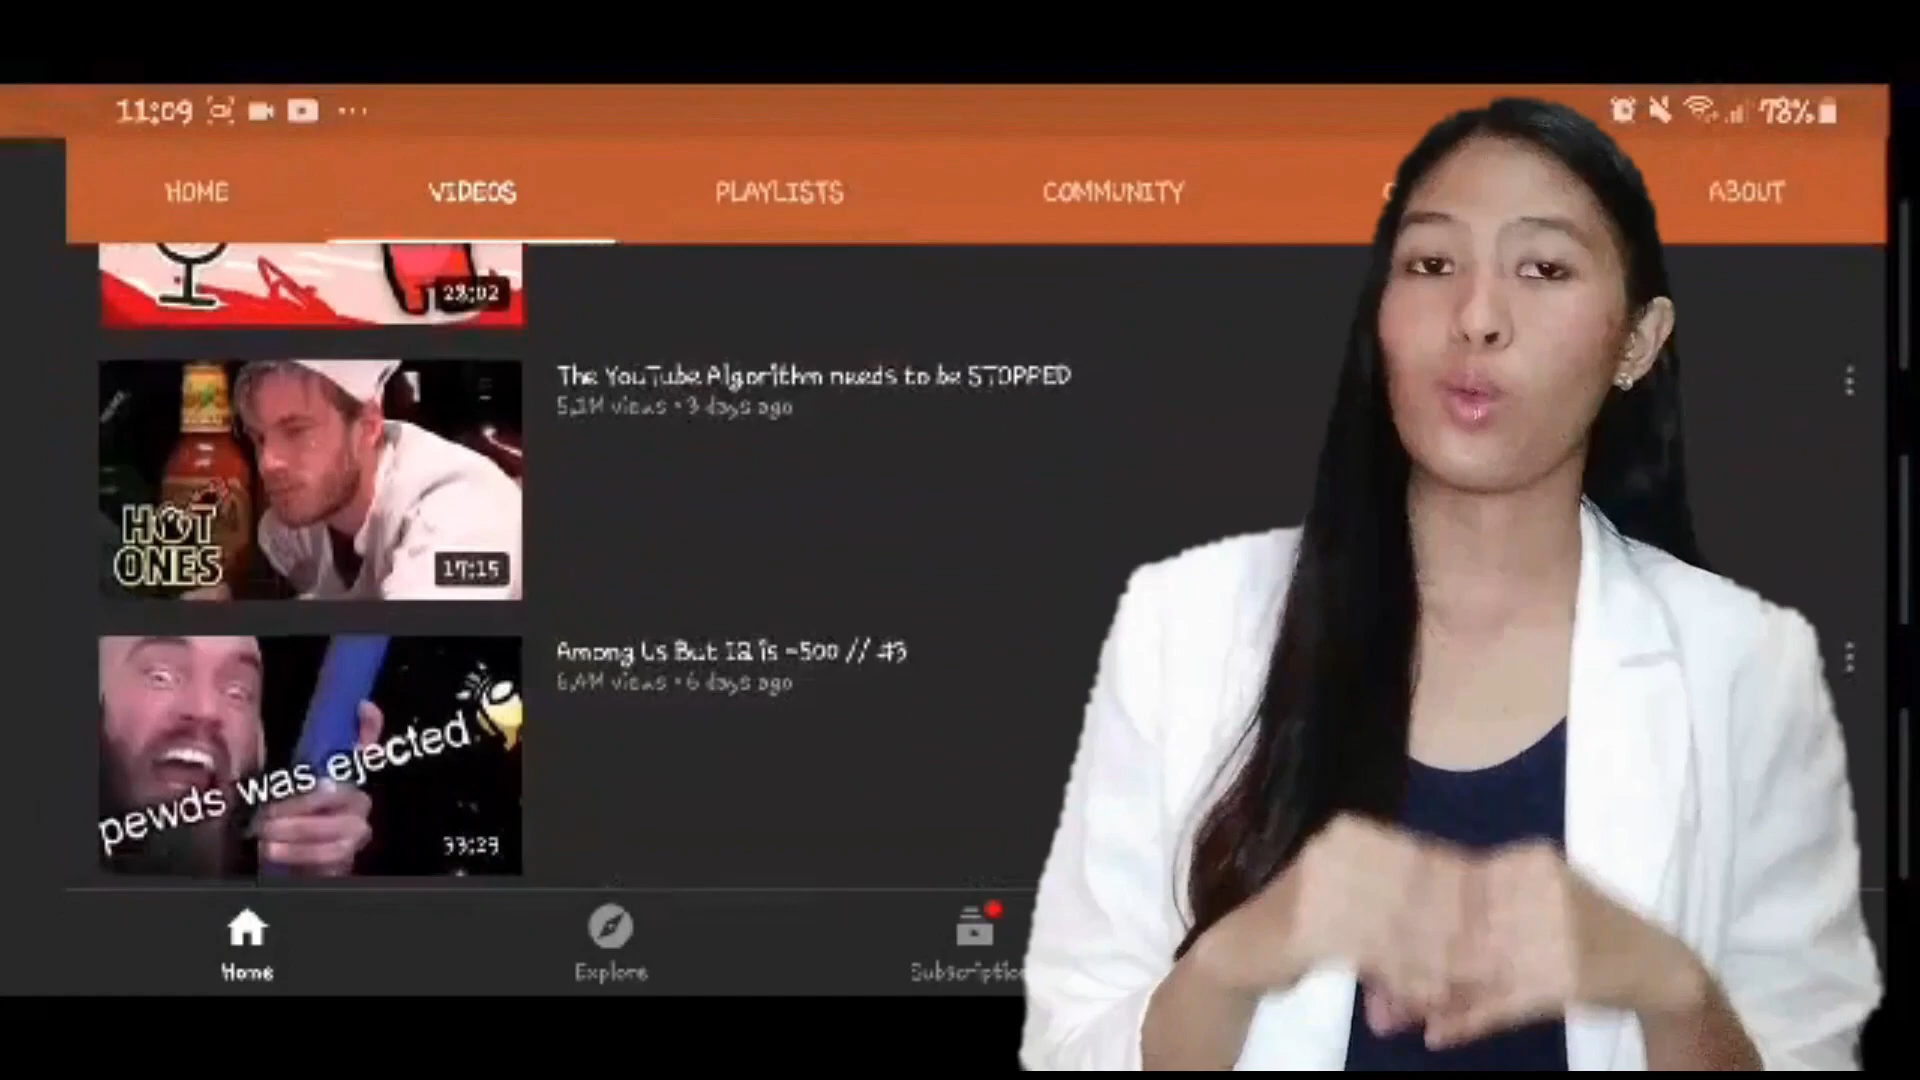 11:09
78%
HOME VIDEOS PLAYLISTS COMMUNITY ABOUT
28:02
The YouTube Algorithm needs to be STOPPED
5,1M views • 3 days ago
HOT
ONES
17:15
Among Us But IQ is -500 // #3
6,4M views • 6 days ago
pewds was ejected.
33:23
Home Explore